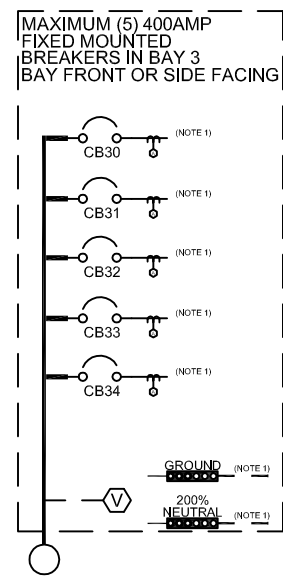 MAXIMUM (5) 400AMP
FIXED MOUNTED
BREAKERS IN BAY 3
BAY FRONT OR SIDE FACING
(NOTE 1)
CB30
(NOTE 1)
CB31
(NOTE 1)
CB32
(NOTE 1)
CB33
(NOTE 1)
CB34
GROUND (NOTE 1)
V
200%
NEUTRAL (NOTE 1)